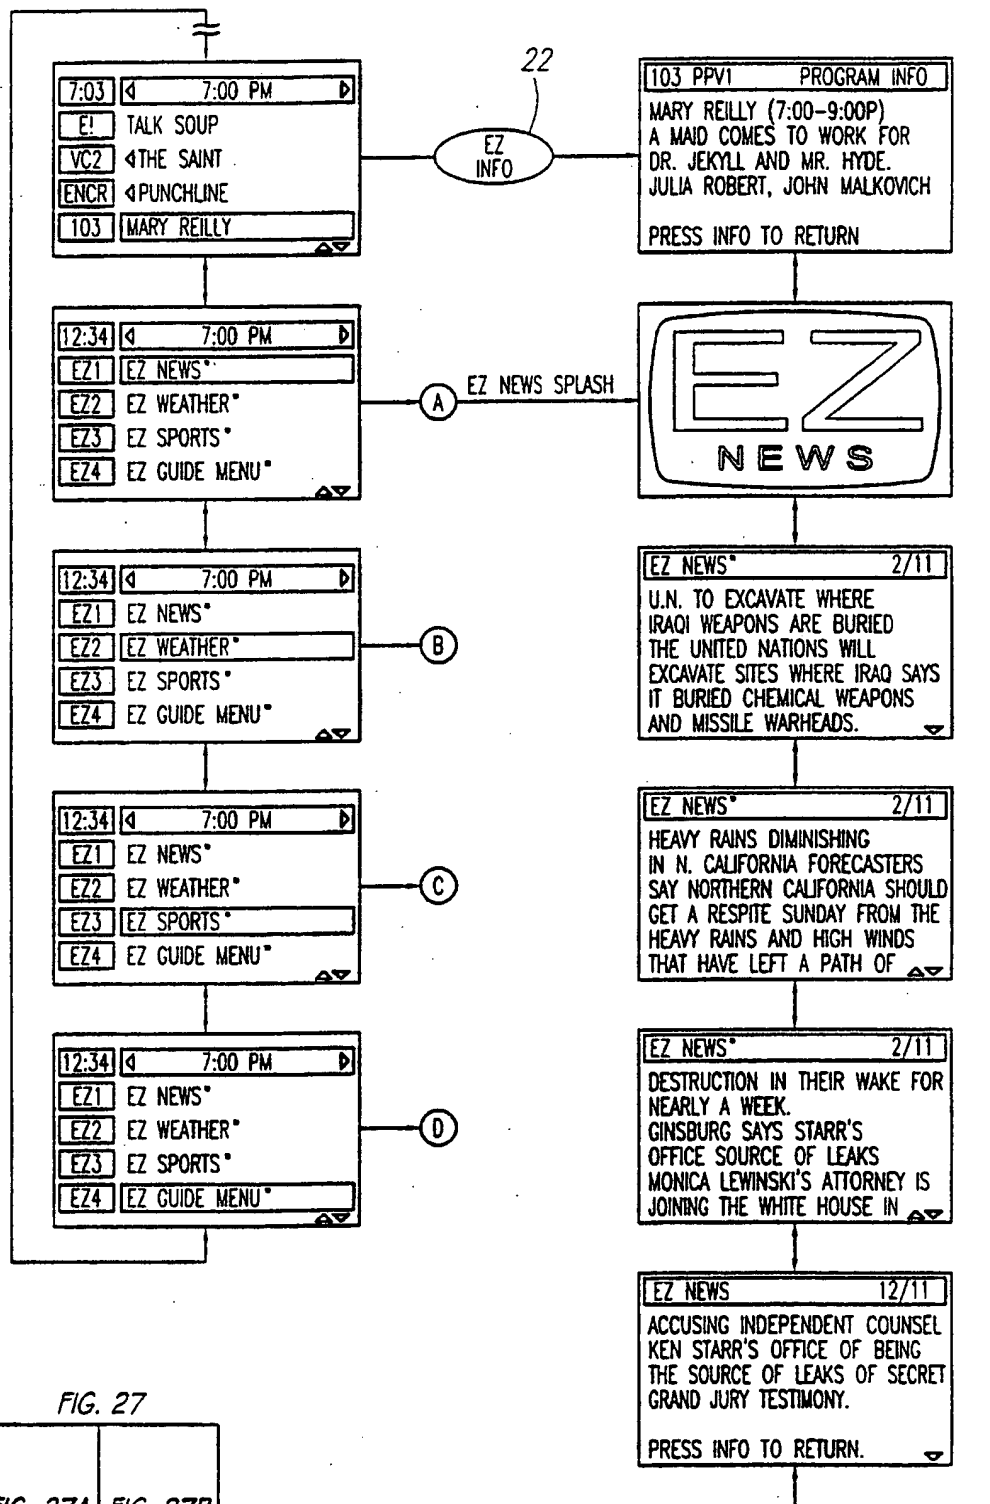 22
7:03 7:00 PM
E! TALK SOUP
VC2 THE SAINT
ENCR PUNCHLINE
103 MARY REILLY
EZ
INFO
103 PPV1 PROGRAM INFO
MARY REILLY (7:00-9:00P)
A MAID COMES TO WORK FOR
DR. JEKYLL AND MR. HYDE.
JULIA ROBERT, JOHN MALKOVICH
PRESS INFO TO RETURN
12:34 7:00 PM
EZ1 EZ NEWS
EZ2 EZ WEATHER
EZ3 EZ SPORTS
EZ4 EZ GUIDE MENU
A
EZ NEWS SPLASH
EZ
NEWS
12:34 7:00 PM
EZ1 EZ NEWS
EZ2 EZ WEATHER
EZ3 EZ SPORTS
EZ4 EZ GUIDE MENU
B
EZ NEWS 2/11
U.N. TO EXCAVATE WHERE
IRAQI WEAPONS ARE BURIED
THE UNITED NATIONS WILL
EXCAVATE SITES WHERE IRAQ SAYS
IT BURIED CHEMICAL WEAPONS
AND MISSILE WARHEADS.
12:34 7:00 PM
EZ1 EZ NEWS
EZ2 EZ WEATHER
EZ3 EZ SPORTS
EZ4 EZ GUIDE MENU
C
EZ NEWS 2/11
HEAVY RAINS DIMINISHING
IN N. CALIFORNIA FORECASTERS
SAY NORTHERN CALIFORNIA SHOULD
GET A RESPITE SUNDAY FROM THE
HEAVY RAINS AND HIGH WINDS
THAT HAVE LEFT A PATH OF
12:34 7:00 PM
EZ1 EZ NEWS
EZ2 EZ WEATHER
EZ3 EZ SPORTS
EZ4 EZ GUIDE MENU
D
EZ NEWS 2/11
DESTRUCTION IN THEIR WAKE FOR
NEARLY A WEEK.
GINSBURG SAYS STARR'S
OFFICE SOURCE OF LEAKS
MONICA LEWINSKI'S ATTORNEY IS
JOINING THE WHITE HOUSE IN
EZ NEWS 12/11
ACCUSING INDEPENDENT COUNSEL
KEN STARR'S OFFICE OF BEING
THE SOURCE OF LEAKS OF SECRET
GRAND JURY TESTIMONY.
PRESS INFO TO RETURN.
FIG. 27
FIG. 27A FIG. 27B